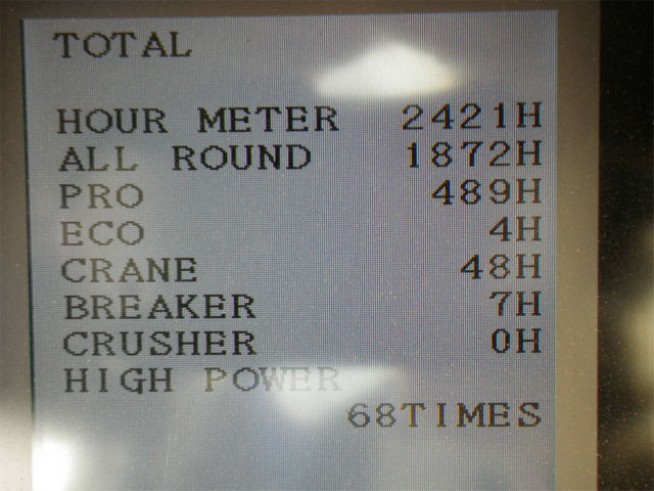 TOTAL
HOUR METER 2421H
ALL ROUND 1872H
PRO 489H
ECO 4H
CRANE 48H
BREAKER 7H
CRUSHER 0H
HIGH POWER
68TIMES